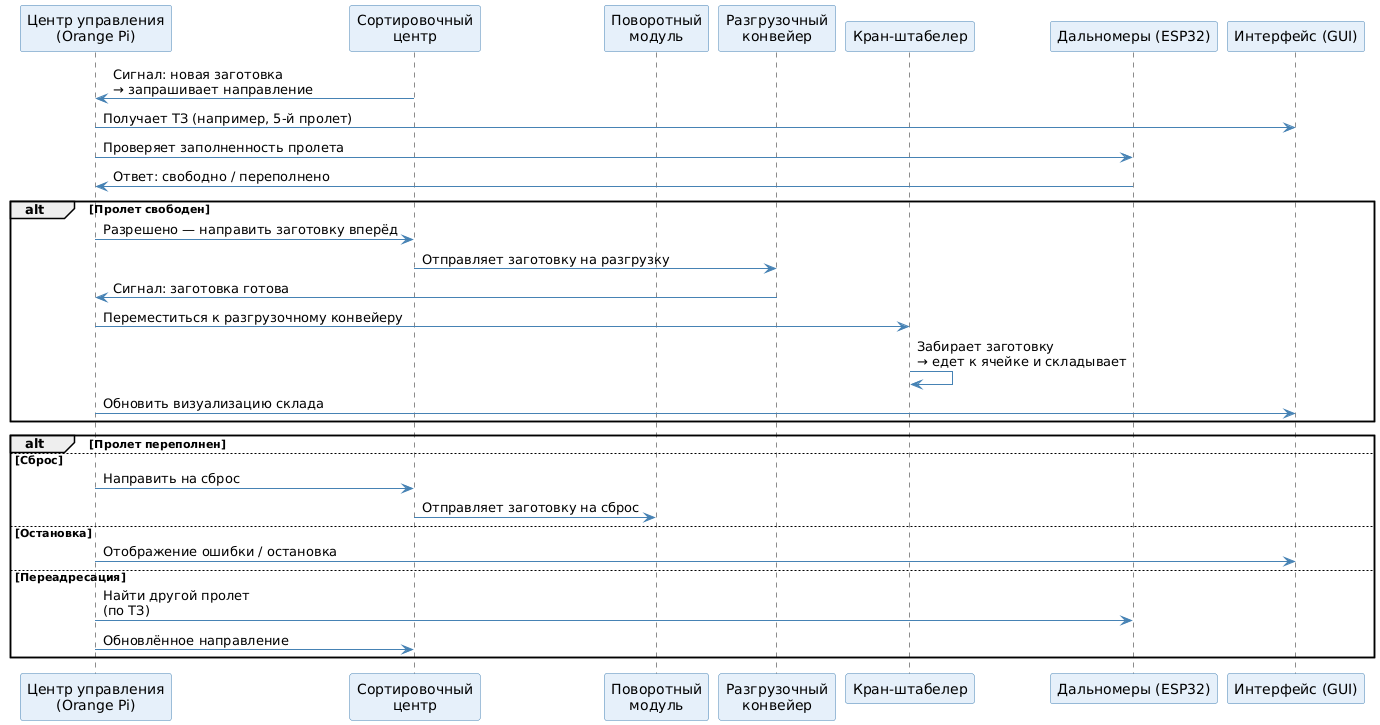 Центр управления
(Orange Pi)
Сортировочный
центр
Поворотный
модуль
Разгрузочный
конвейер
Кран-штабелер
Дальномеры (ESP32)
Интерфейс (GUI)
Сигнал: новая заготовка
→ запрашивает направление
Получает ТЗ (например, 5-й пролет)
Проверяет заполненность пролета
Ответ: свободно / переполнено
alt [Пролет свободен]
Разрешено — направить заготовку вперёд
Отправляет заготовку на разгрузку
Сигнал: заготовка готова
Переместиться к разгрузочному конвейеру
Забирает заготовку
→ едет к ячейке и складывает
Обновить визуализацию склада
alt [Пролет переполнен]
[Сброс]
Направить на сброс
Отправляет заготовку на сброс
[Остановка]
Отображение ошибки / остановка
[Переадресация]
Найти другой пролет
(по ТЗ)
Обновлённое направление
Центр управления
(Orange Pi)
Сортировочный
центр
Поворотный
модуль
Разгрузочный
конвейер
Кран-штабелер
Дальномеры (ESP32)
Интерфейс (GUI)